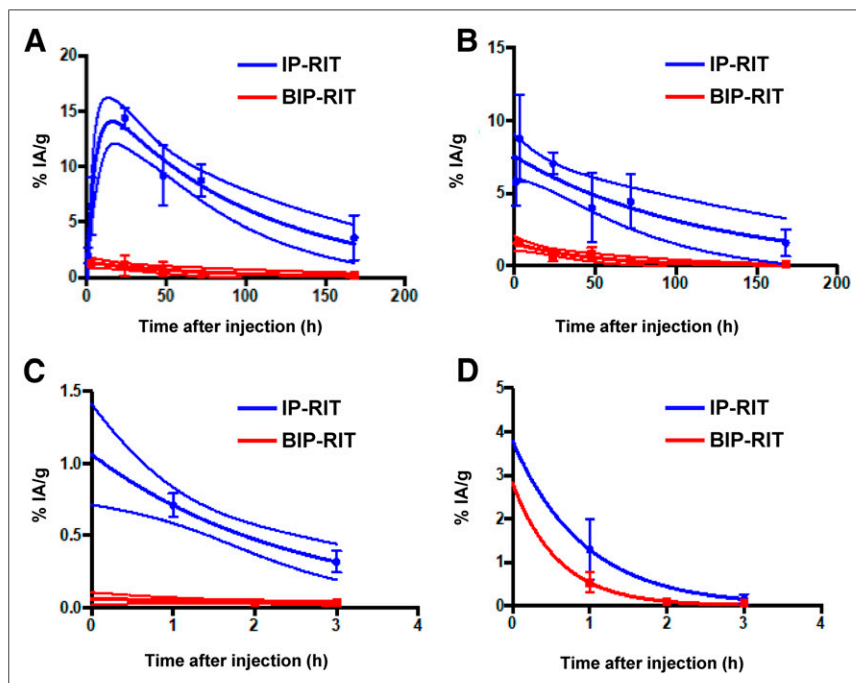 A
20
15
10
5
0
0
50
100
150
200
% IA/g
Time after injection (h)
IP-RIT
BIP-RIT
B
15
10
5
0
0
50
100
150
200
% IA/g
Time after injection (h)
IP-RIT
BIP-RIT
C
1.5
1.0
0.5
0.0
0
1
2
3
4
% IA/g
Time after injection (h)
IP-RIT
BIP-RIT
D
5
4
3
2
1
0
0
1
2
3
4
% IA/g
Time after injection (h)
IP-RIT
BIP-RIT